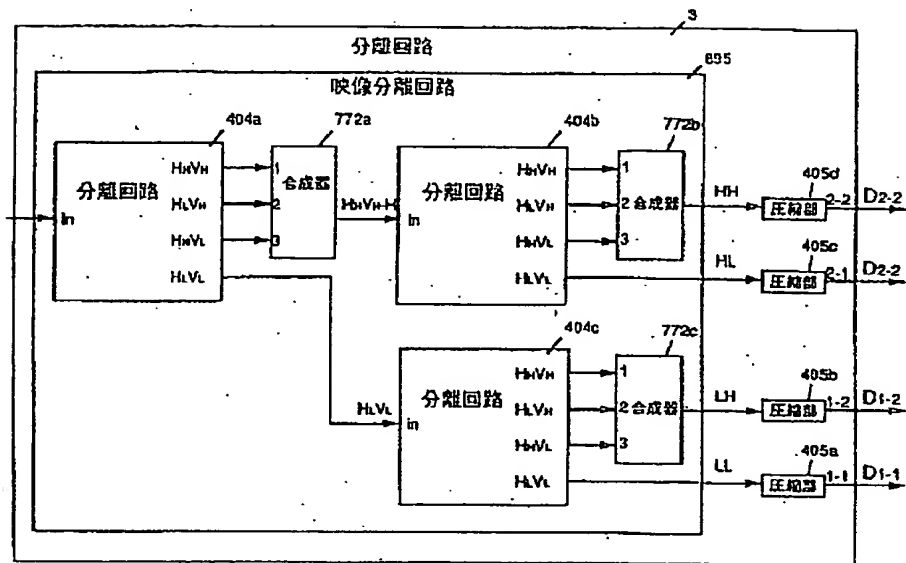 3
分離回路
895
映像分離回路
404a
772a
404b
772b
分離回路
in
HHVH
HLVH
HHVL
HLVL
1
2
3
合成器
分離回路
in
HHVH
HLVH
HHVL
HLVL
1
2
3
合成器
HH
405d
圧縮部
2-2
D2-2
HL
405c
圧縮部
2-1
D2-2
404c
772c
HLVL
分離回路
in
HHVH
HLVH
HHVL
HLVL
1
2
3
合成器
LH
405b
圧縮部
1-2
D1-2
LL
405a
圧縮部
1-1
D1-1